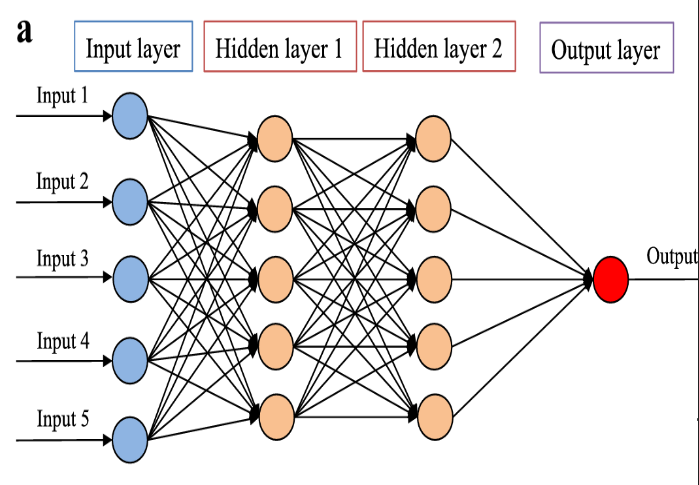 a
Input layer
Hidden layer 1
Hidden layer 2
Output layer
Input 1
Input 2
Input 3
Output
Input 4
Input 5